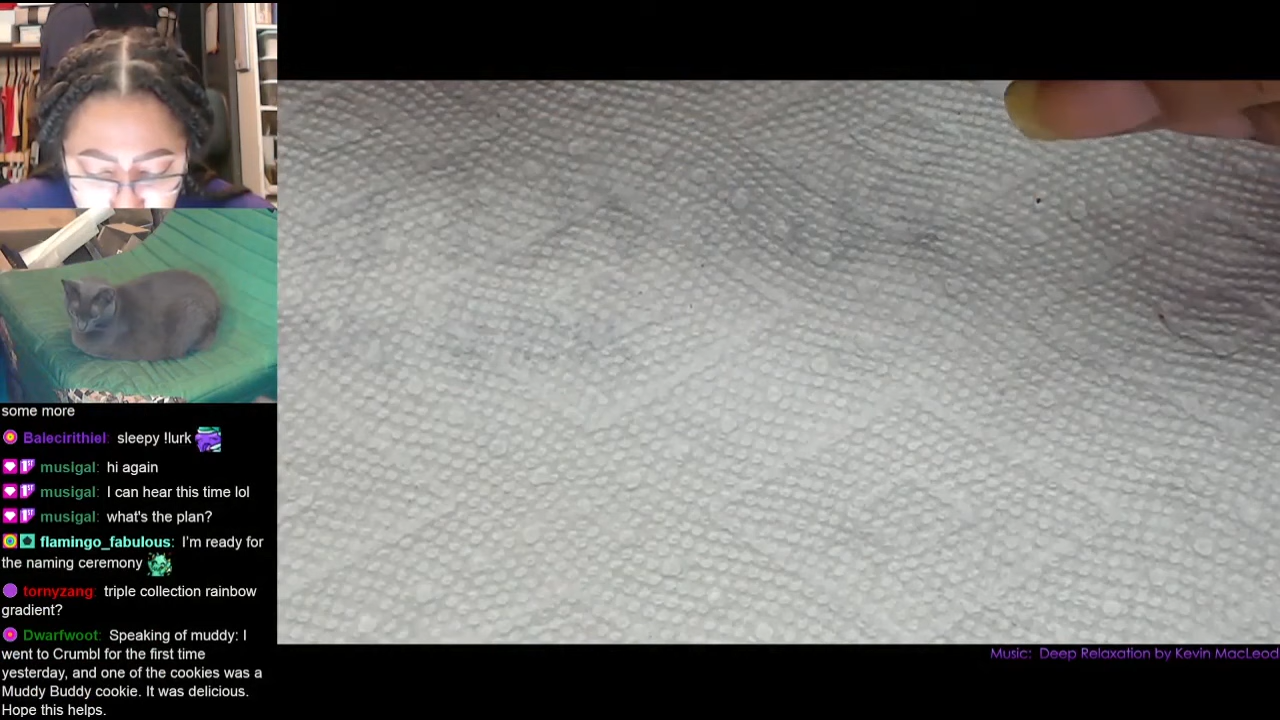 some more
Balecirithiel: sleepy !lurk
musigal: hi again
musigal: I can hear this time lol
musigal: what's the plan?
flamingo_fabulous: I'm ready for
the naming ceremony
tornyzang: triple collection rainbow
gradient?
Dwarfwoot: Speaking of muddy: I
went to Crumbl for the first time
yesterday, and one of the cookies was a
Muddy Buddy cookie. It was delicious.
Hope this helps.
Music: Deep Relaxation by Kevin MacLeod